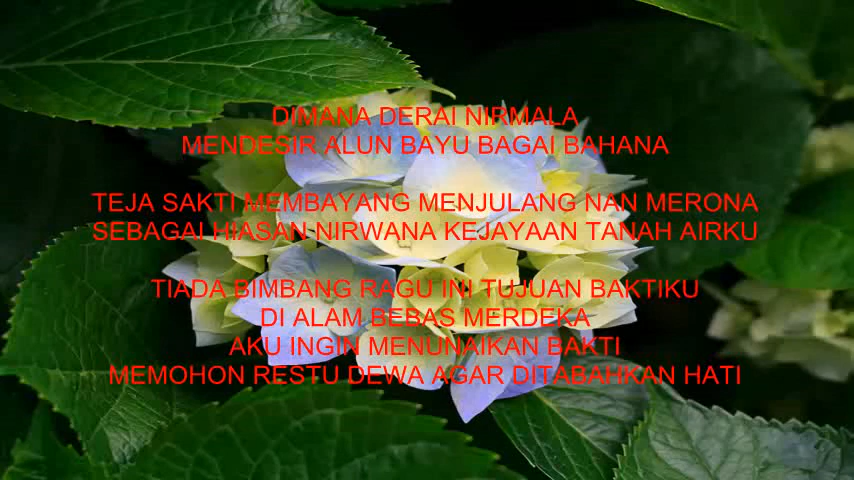 DIMANA DERAI NIRMALA
MENDESIR ALUN BAYU BAGAI BAHANA
TEJA SAKTI MEMBAYANG MENJULANG NAN MERONA
SEBAGAI HIASAN NIRWANA KEJAYAAN TANAH AIRKU
TIADA BIMBANG RAGU INI TUJUAN BAKTIKU
DI ALAM BEBAS MERDEKA
AKU INGIN MENUNAIKAN BAKTI
MEMOHON RESTU DEWA AGAR DITABAHKAN HATI